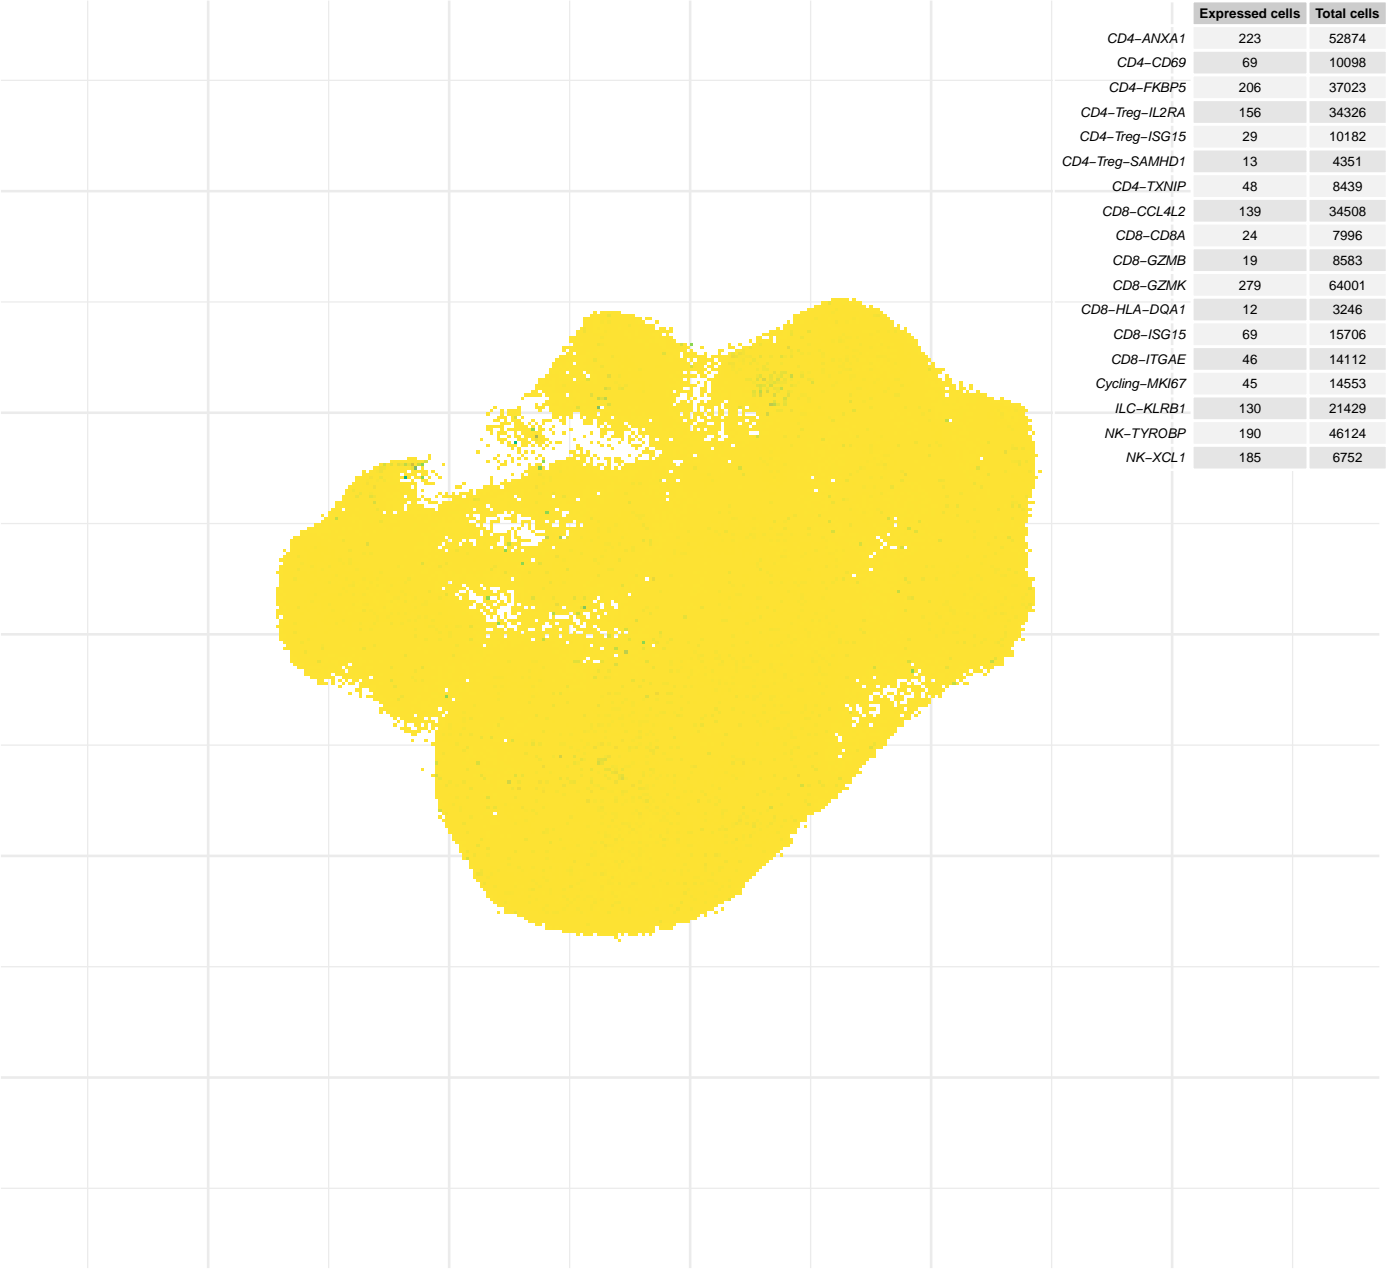 Expressed cells Total cells
CD4−ANXA1 223 52874
CD4−CD69 69 10098
CD4−FKBP5 206 37023
CD4−Treg−IL2RA 156 34326
CD4−Treg−ISG15 29 10182
CD4−Treg−SAMHD1 13 4351
CD4−TXNIP 48 8439
CD8−CCL4L2 139 34508
CD8−CD8A 24 7996
CD8−GZMB 19 8583
CD8−GZMK 279 64001
CD8−HLA−DQA1 12 3246
CD8−ISG15 69 15706
CD8−ITGAE 46 14112
Cycling−MKI67 45 14553
ILC−KLRB1 130 21429
NK−TYROBP 190 46124
NK−XCL1 185 6752